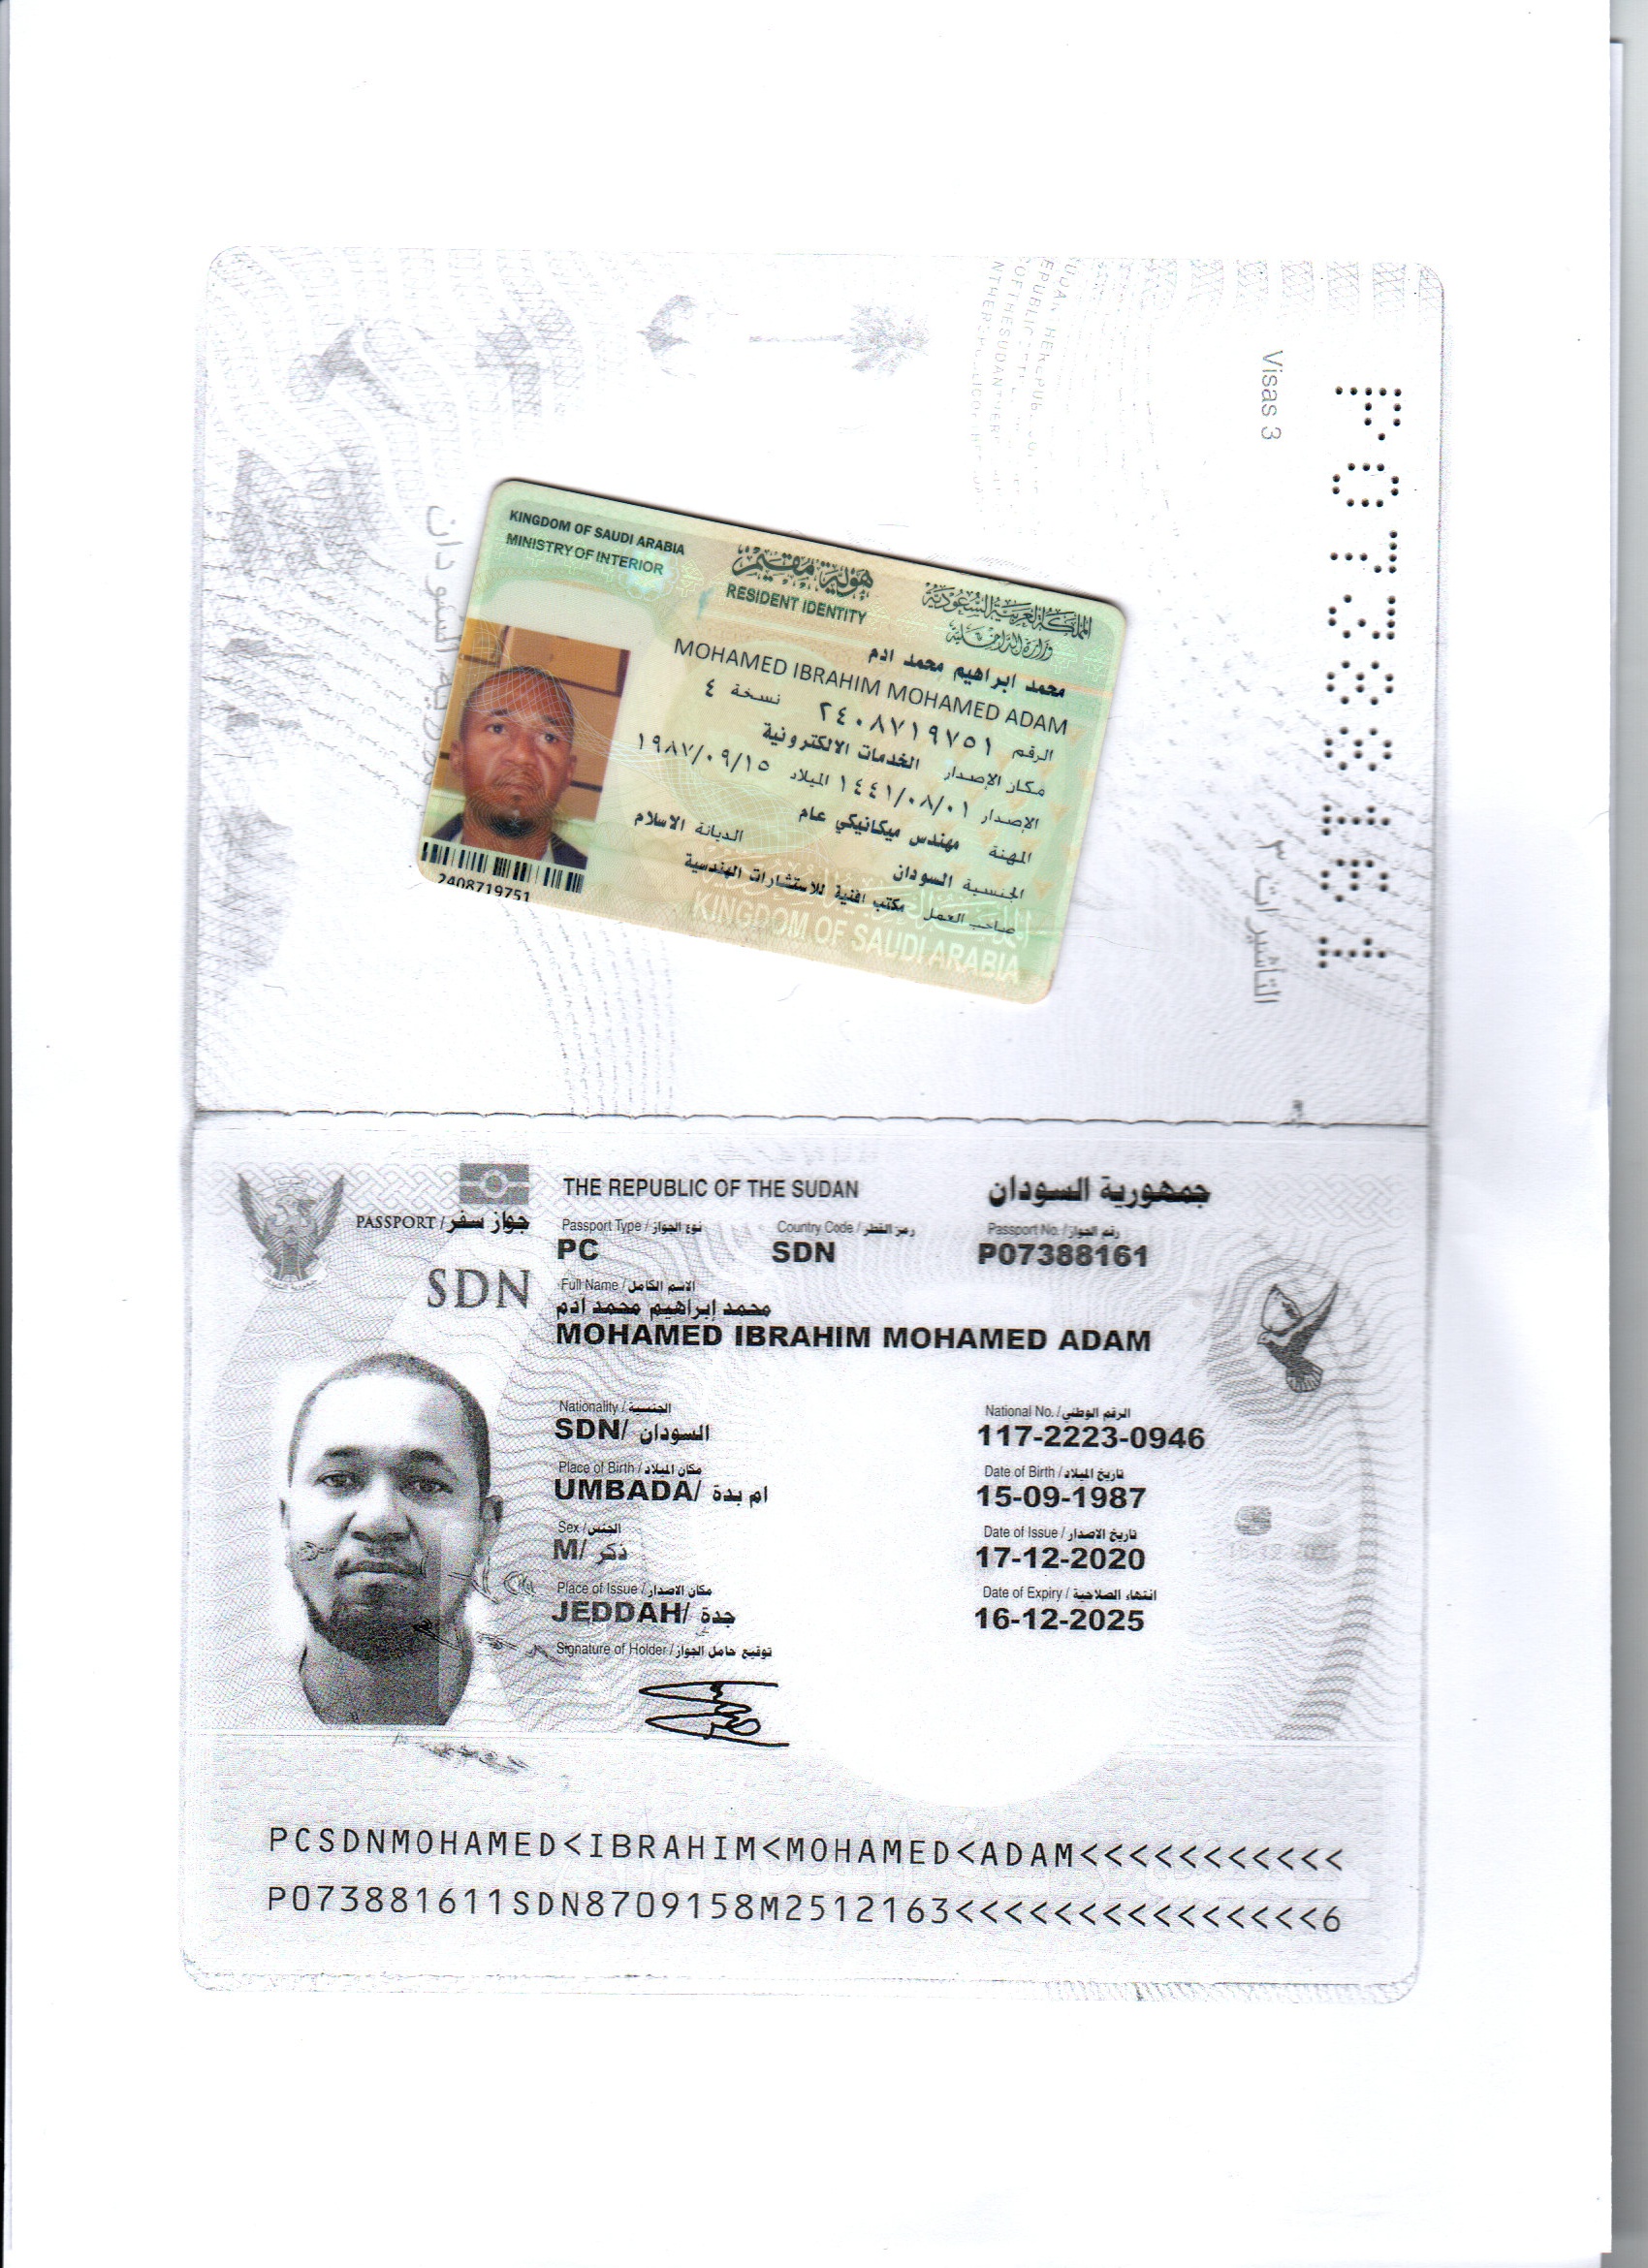 Visas 3
التأشيرات ٣
P07388161
KINGDOM OF SAUDI ARABIA
MINISTRY OF INTERIOR
هوية مقيم
RESIDENT IDENTITY
المملكة العربية السعودية
وزارة الداخلية
محمد ابراهيم محمد ادم
MOHAMED IBRAHIM MOHAMED ADAM
الرقم ٢٤٠٨٧١٩٧٥١ نسخة ٤
مكان الإصدار الخدمات الالكترونية
الإصدار ١٤٤١/٠٨/٠١ الميلاد ١٩٨٧/٠٩/١٥
المهنة مهندس ميكانيكي عام
الجنسية السودان الديانة الاسلام
صاحب العمل مكتب افنية للاستشارات الهندسية
2408719751
KINGDOM OF SAUDI ARABIA
THE REPUBLIC OF THE SUDAN جمهورية السودان
PASSPORT / جواز سفر
SDN
Passport Type / نوع الجواز Country Code / رمز القطر Passport No. / رقم الجواز
PC SDN P07388161
Full Name / الاسم الكامل
محمد إبراهيم محمد ادم
MOHAMED IBRAHIM MOHAMED ADAM
Nationality / الجنسية National No. / الرقم الوطني
SDN/ السودان 117-2223-0946
Place of Birth / مكان الميلاد Date of Birth / تاريخ الميلاد
UMBADA/ ام بدة 15-09-1987
Sex / الجنس Date of Issue / تاريخ الاصدار
M/ ذكر 17-12-2020
Place of Issue / مكان الاصدار Date of Expiry / انتهاء الصلاحية
JEDDAH/ جدة 16-12-2025
Signature of Holder / توقيع حامل الجواز
PCSDNMOHAMED<IBRAHIM<MOHAMED<ADAM<<<<<<<<<<<
P073881611SDN8709158M2512163<<<<<<<<<<<<<<<6